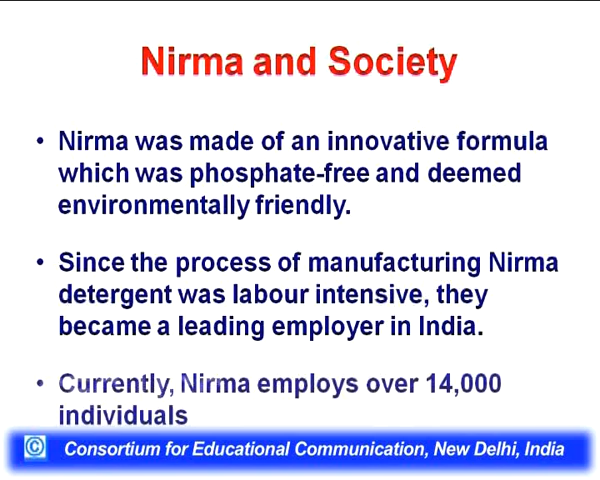 Nirma and Society
• Nirma was made of an innovative formula
which was phosphate-free and deemed
environmentally friendly.
• Since the process of manufacturing Nirma
detergent was labour intensive, they
became a leading employer in India.
• Currently, Nirma employs over 14,000
individuals
© Consortium for Educational Communication, New Delhi, India